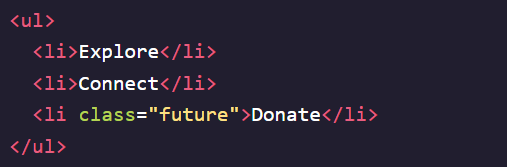 <ul>
  <li>Explore</li>
  <li>Connect</li>
  <li class="future">Donate</li>
</ul>